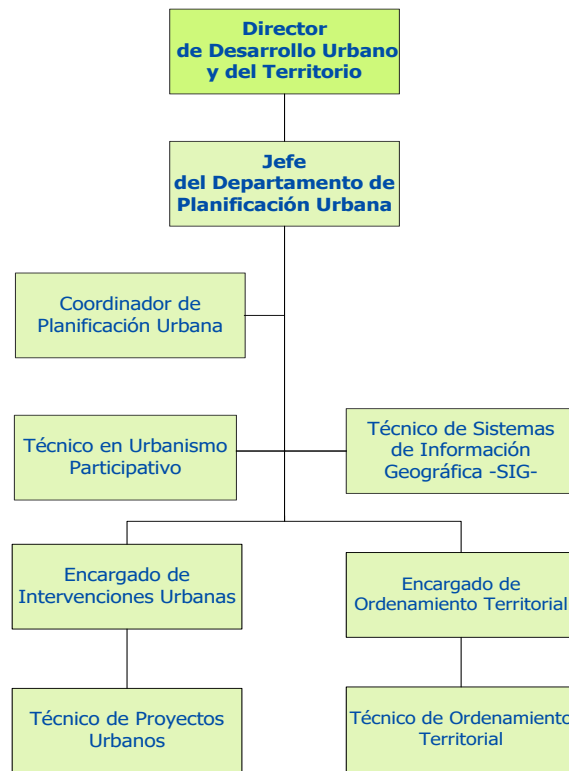 Director
de Desarrollo Urbano
y del Territorio
Jefe
del Departamento de
Planificación Urbana
Coordinador de
Planificación Urbana
Técnico en Urbanismo
Participativo
Técnico de Sistemas
de Información
Geográfica -SIG-
Encargado de
Intervenciones Urbanas
Encargado de
Ordenamiento Territorial
Técnico de Proyectos
Urbanos
Técnico de Ordenamiento
Territorial